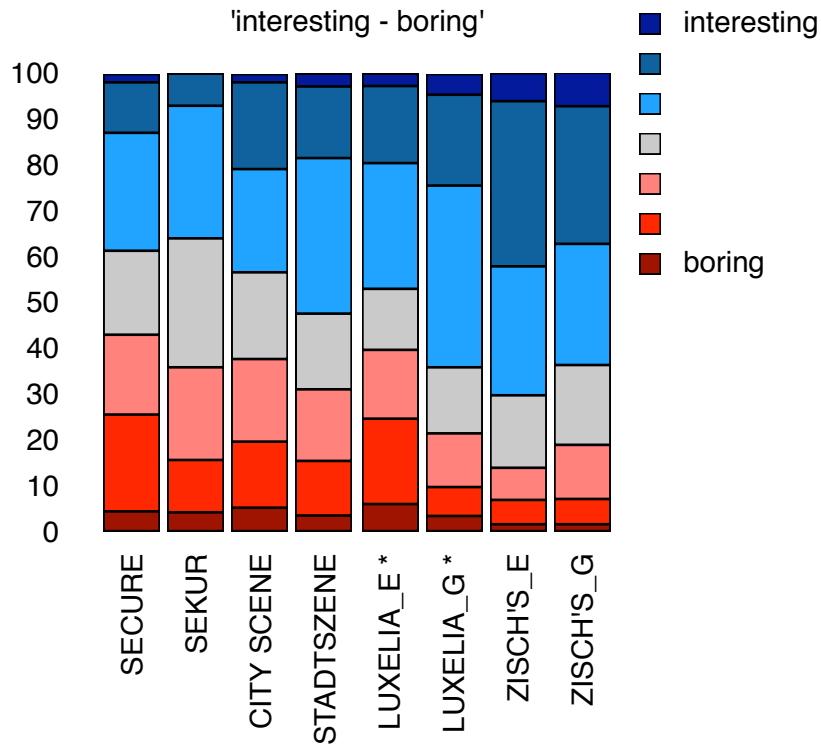 'interesting - boring'
interesting
boring
100
90
80
70
60
50
40
30
20
10
0
SECURE
SEKUR
CITY SCENE
STADTSZENE
LUXELIA_E *
LUXELIA_G *
ZISCH'S_E
ZISCH'S_G